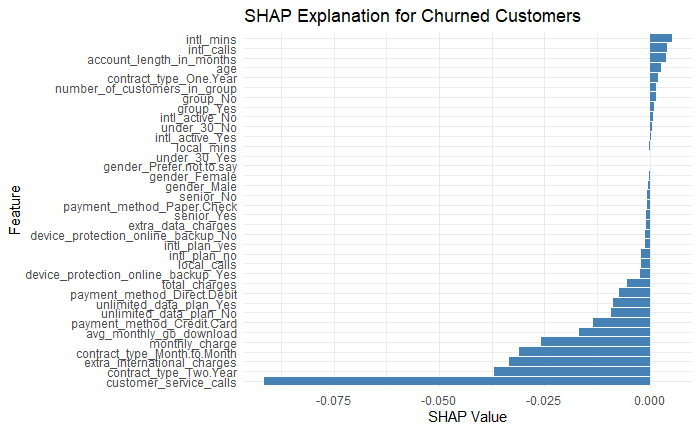 SHAP Explanation for Churned Customers
intl_mins
intl_calls
account_length_in_months
age
contract_type_One.Year
number_of_customers_in_group
group_No
group_Yes
intl_active_No
under_30_No
intl_active_Yes
local_mins
under_30_Yes
gender_Prefer.not.to.say
gender_Female
gender_Male
senior_No
payment_method_Paper.Check
senior_Yes
extra_data_charges
device_protection_online_backup_No
intl_plan_yes
intl_plan_no
local_calls
device_protection_online_backup_Yes
total_charges
payment_method_Direct.Debit
unlimited_data_plan_Yes
unlimited_data_plan_No
payment_method_Credit.Card
avg_monthly_gb_download
monthly_charge
contract_type_Month.to.Month
extra_international_charges
contract_type_Two.Year
customer_service_calls
Feature
-0.075 -0.050 -0.025 0.000
SHAP Value